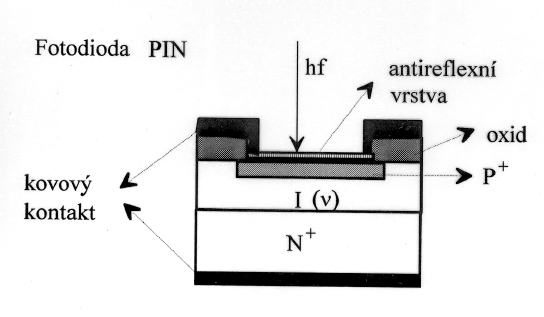 Fotodioda PIN
hf
antireflexní
vrstva
oxid
P+
kovový
kontakt
I (ν)
N+